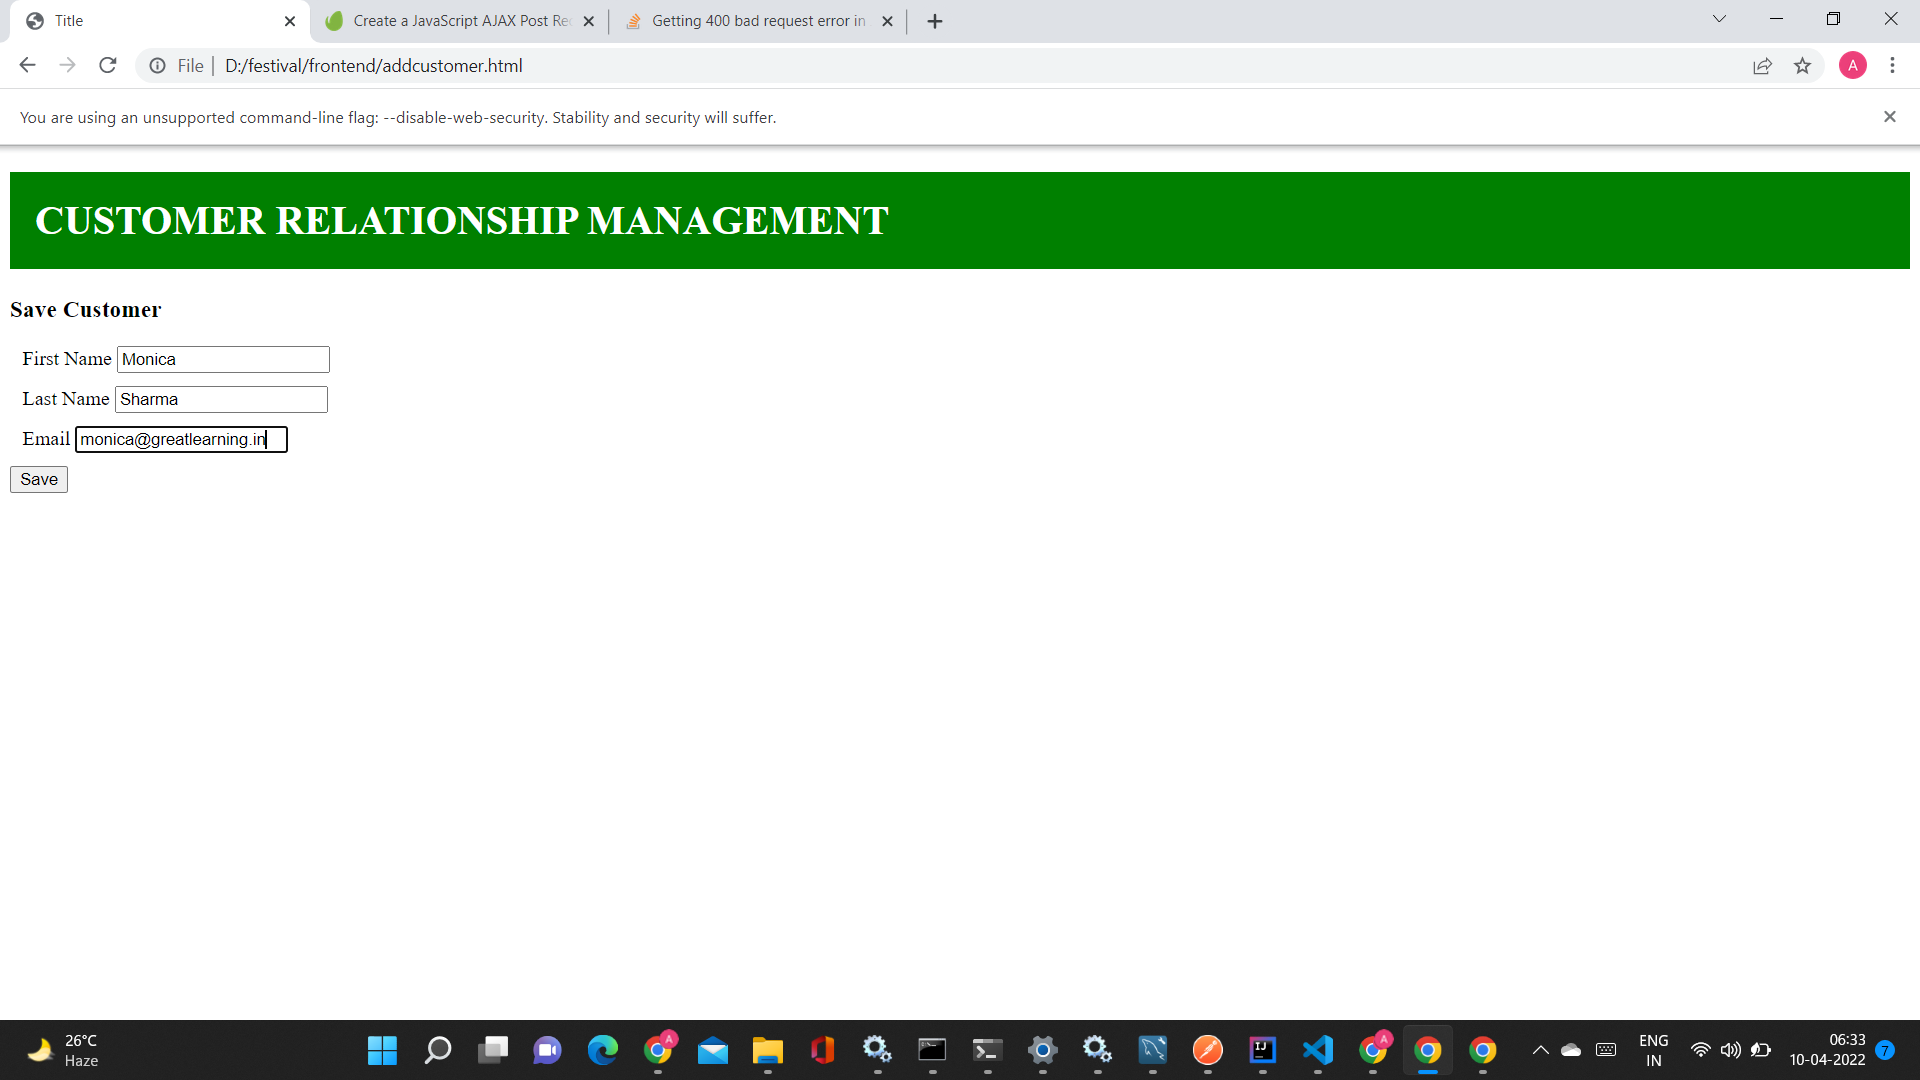 Title
Create a JavaScript AJAX Post Re
Getting 400 bad request error in
File
D:/festival/frontend/addcustomer.html
A
You are using an unsupported command-line flag: --disable-web-security. Stability and security will suffer.
CUSTOMER RELATIONSHIP MANAGEMENT
Save Customer
First Name Monica
Last Name Sharma
Email monica@greatlearning.in
Save
26°C
Haze
A
IJ
A
ENG
IN
06:33
10-04-2022
7